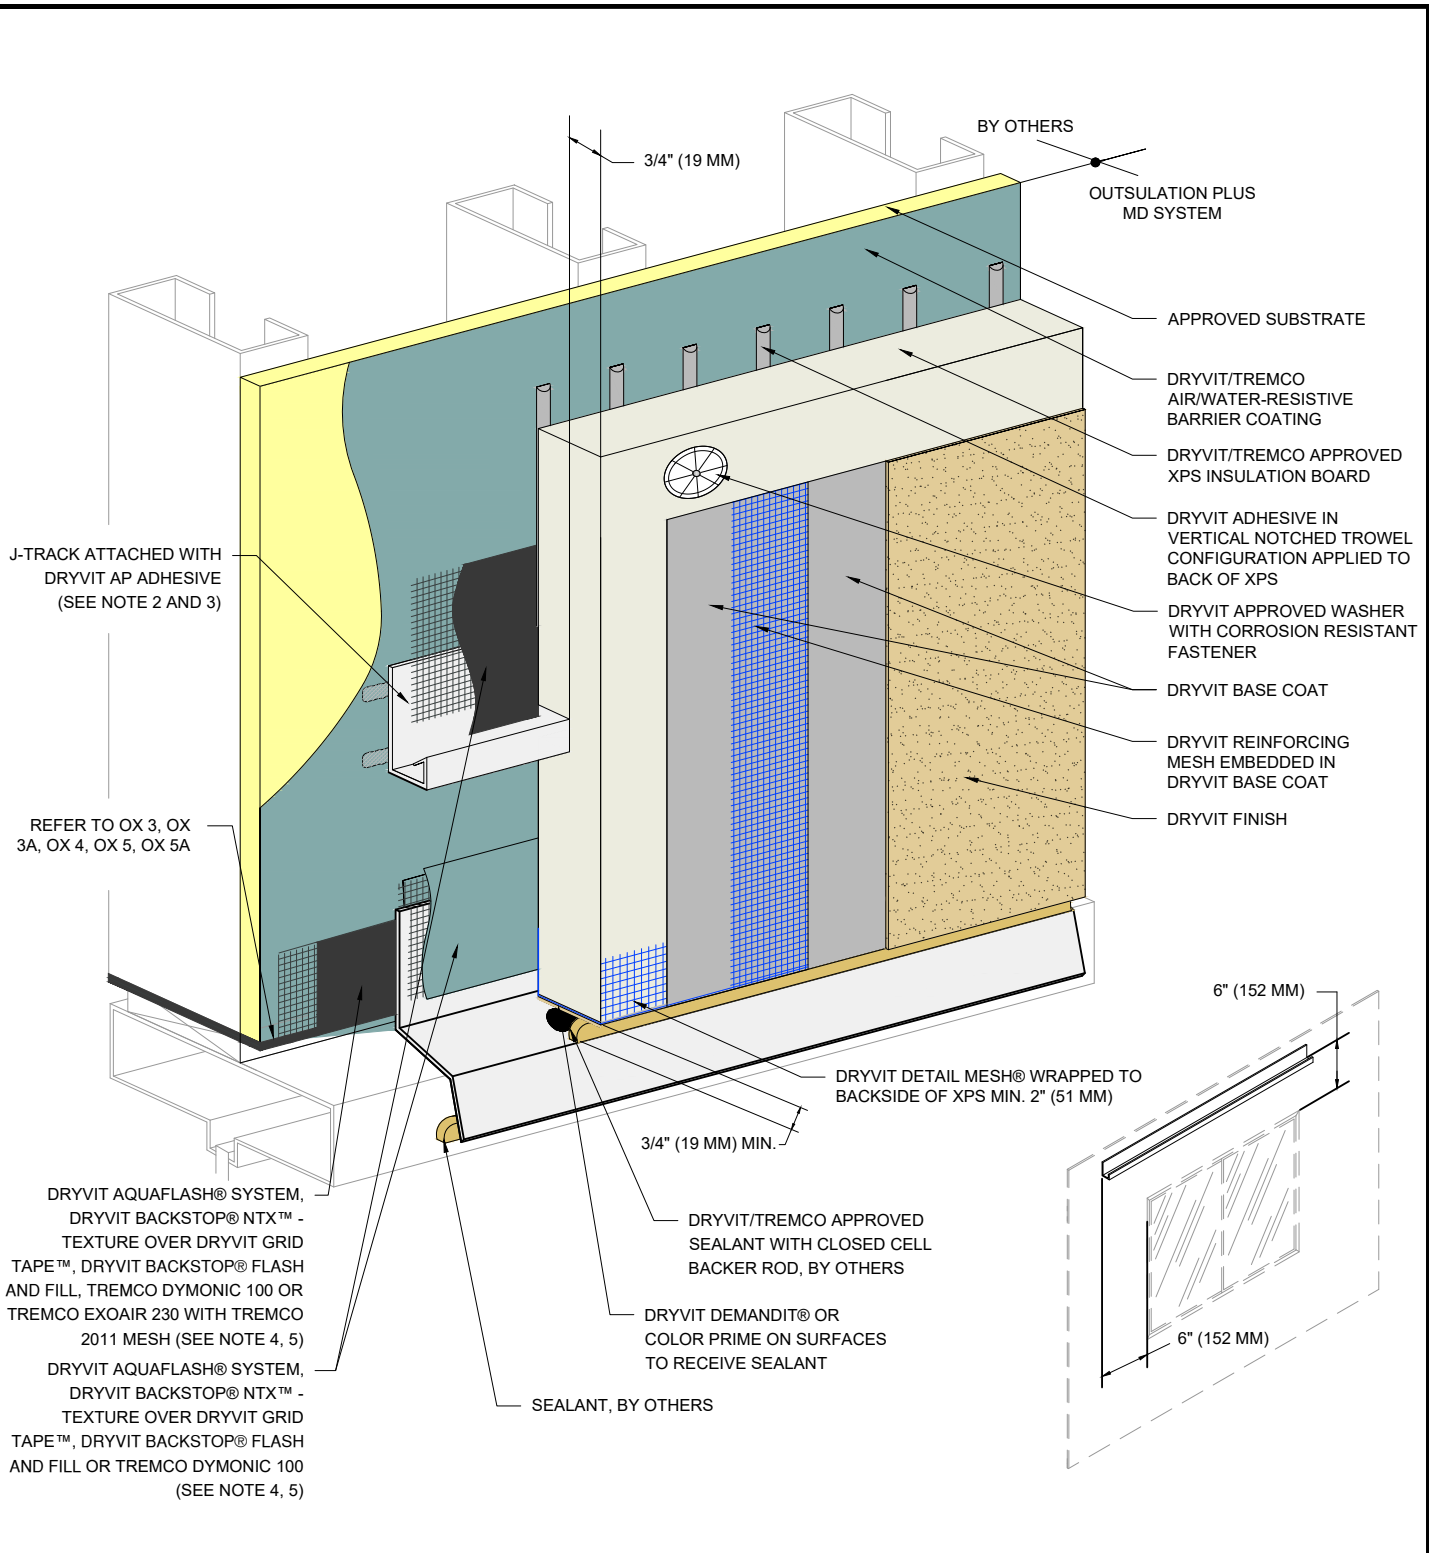 3/4" (19 MM)
BY OTHERS
OUTSULATION PLUS
MD SYSTEM
APPROVED SUBSTRATE
DRYVIT/TREMCO
AIR/WATER-RESISTIVE
BARRIER COATING
DRYVIT/TREMCO APPROVED
XPS INSULATION BOARD
DRYVIT ADHESIVE IN
VERTICAL NOTCHED TROWEL
CONFIGURATION APPLIED TO
BACK OF XPS
DRYVIT APPROVED WASHER
WITH CORROSION RESISTANT
FASTENER
DRYVIT BASE COAT
DRYVIT REINFORCING
MESH EMBEDDED IN
DRYVIT BASE COAT
DRYVIT FINISH
J-TRACK ATTACHED WITH
DRYVIT AP ADHESIVE
(SEE NOTE 2 AND 3)
REFER TO OX 3, OX
3A, OX 4, OX 5, OX 5A
DRYVIT AQUAFLASH® SYSTEM,
DRYVIT BACKSTOP® NTX™ -
TEXTURE OVER DRYVIT GRID
TAPE™, DRYVIT BACKSTOP® FLASH
AND FILL, TREMCO DYMONIC 100 OR
TREMCO EXOAIR 230 WITH TREMCO
2011 MESH (SEE NOTE 4, 5)
DRYVIT AQUAFLASH® SYSTEM,
DRYVIT BACKSTOP® NTX™ -
TEXTURE OVER DRYVIT GRID
TAPE™, DRYVIT BACKSTOP® FLASH
AND FILL OR TREMCO DYMONIC 100
(SEE NOTE 4, 5)
DRYVIT DETAIL MESH® WRAPPED TO
BACKSIDE OF XPS MIN. 2" (51 MM)
3/4" (19 MM) MIN.
DRYVIT/TREMCO APPROVED
SEALANT WITH CLOSED CELL
BACKER ROD, BY OTHERS
DRYVIT DEMANDIT® OR
COLOR PRIME ON SURFACES
TO RECEIVE SEALANT
SEALANT, BY OTHERS
6" (152 MM)
6" (152 MM)